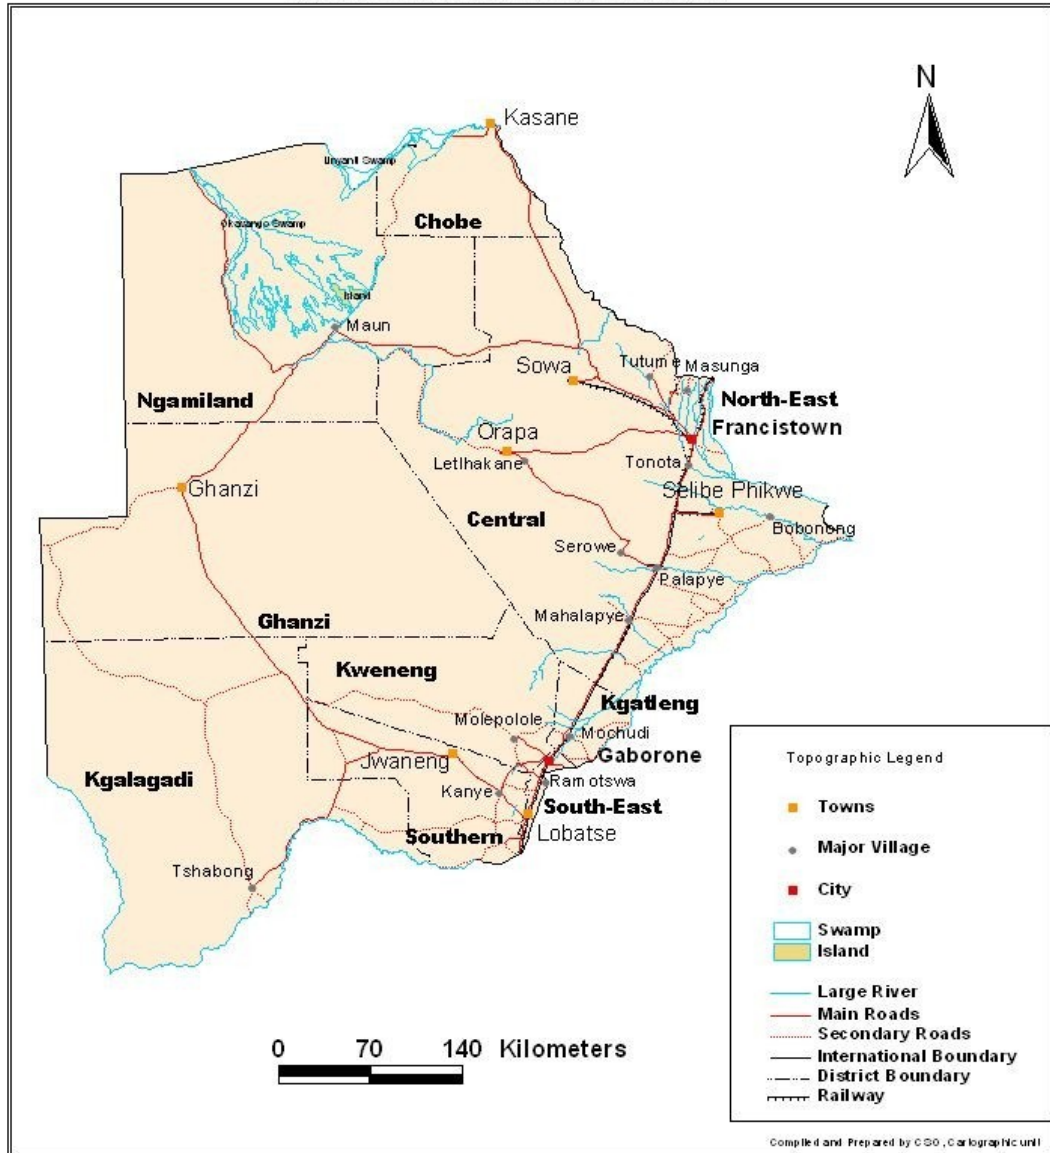 N
Kasane
Linyanti Swamp
Chobe
Okavango Swamp
Island
Maun
Tutume
Masunga
Sowa
Ngamiland
North-East
Francistown
Orapa
Letlhakane
Tonota
Selibe Phikwe
Ghanzi
Central
Bobonong
Serowe
Palapye
Mahalapye
Ghanzi
Kweneng
Kgatleng
Molepolole
Mochudi
Gaborone
Jwaneng
Kgalagadi
Ramotswa
Kanye
South-East
Southern
Lobatse
Tshabong
Topographic Legend
Towns
Major Village
City
Swamp
Island
Large River
Main Roads
Secondary Roads
International Boundary
District Boundary
Railway
0 70 140 Kilometers
Compiled and Prepared by CSO, Cartographic unit